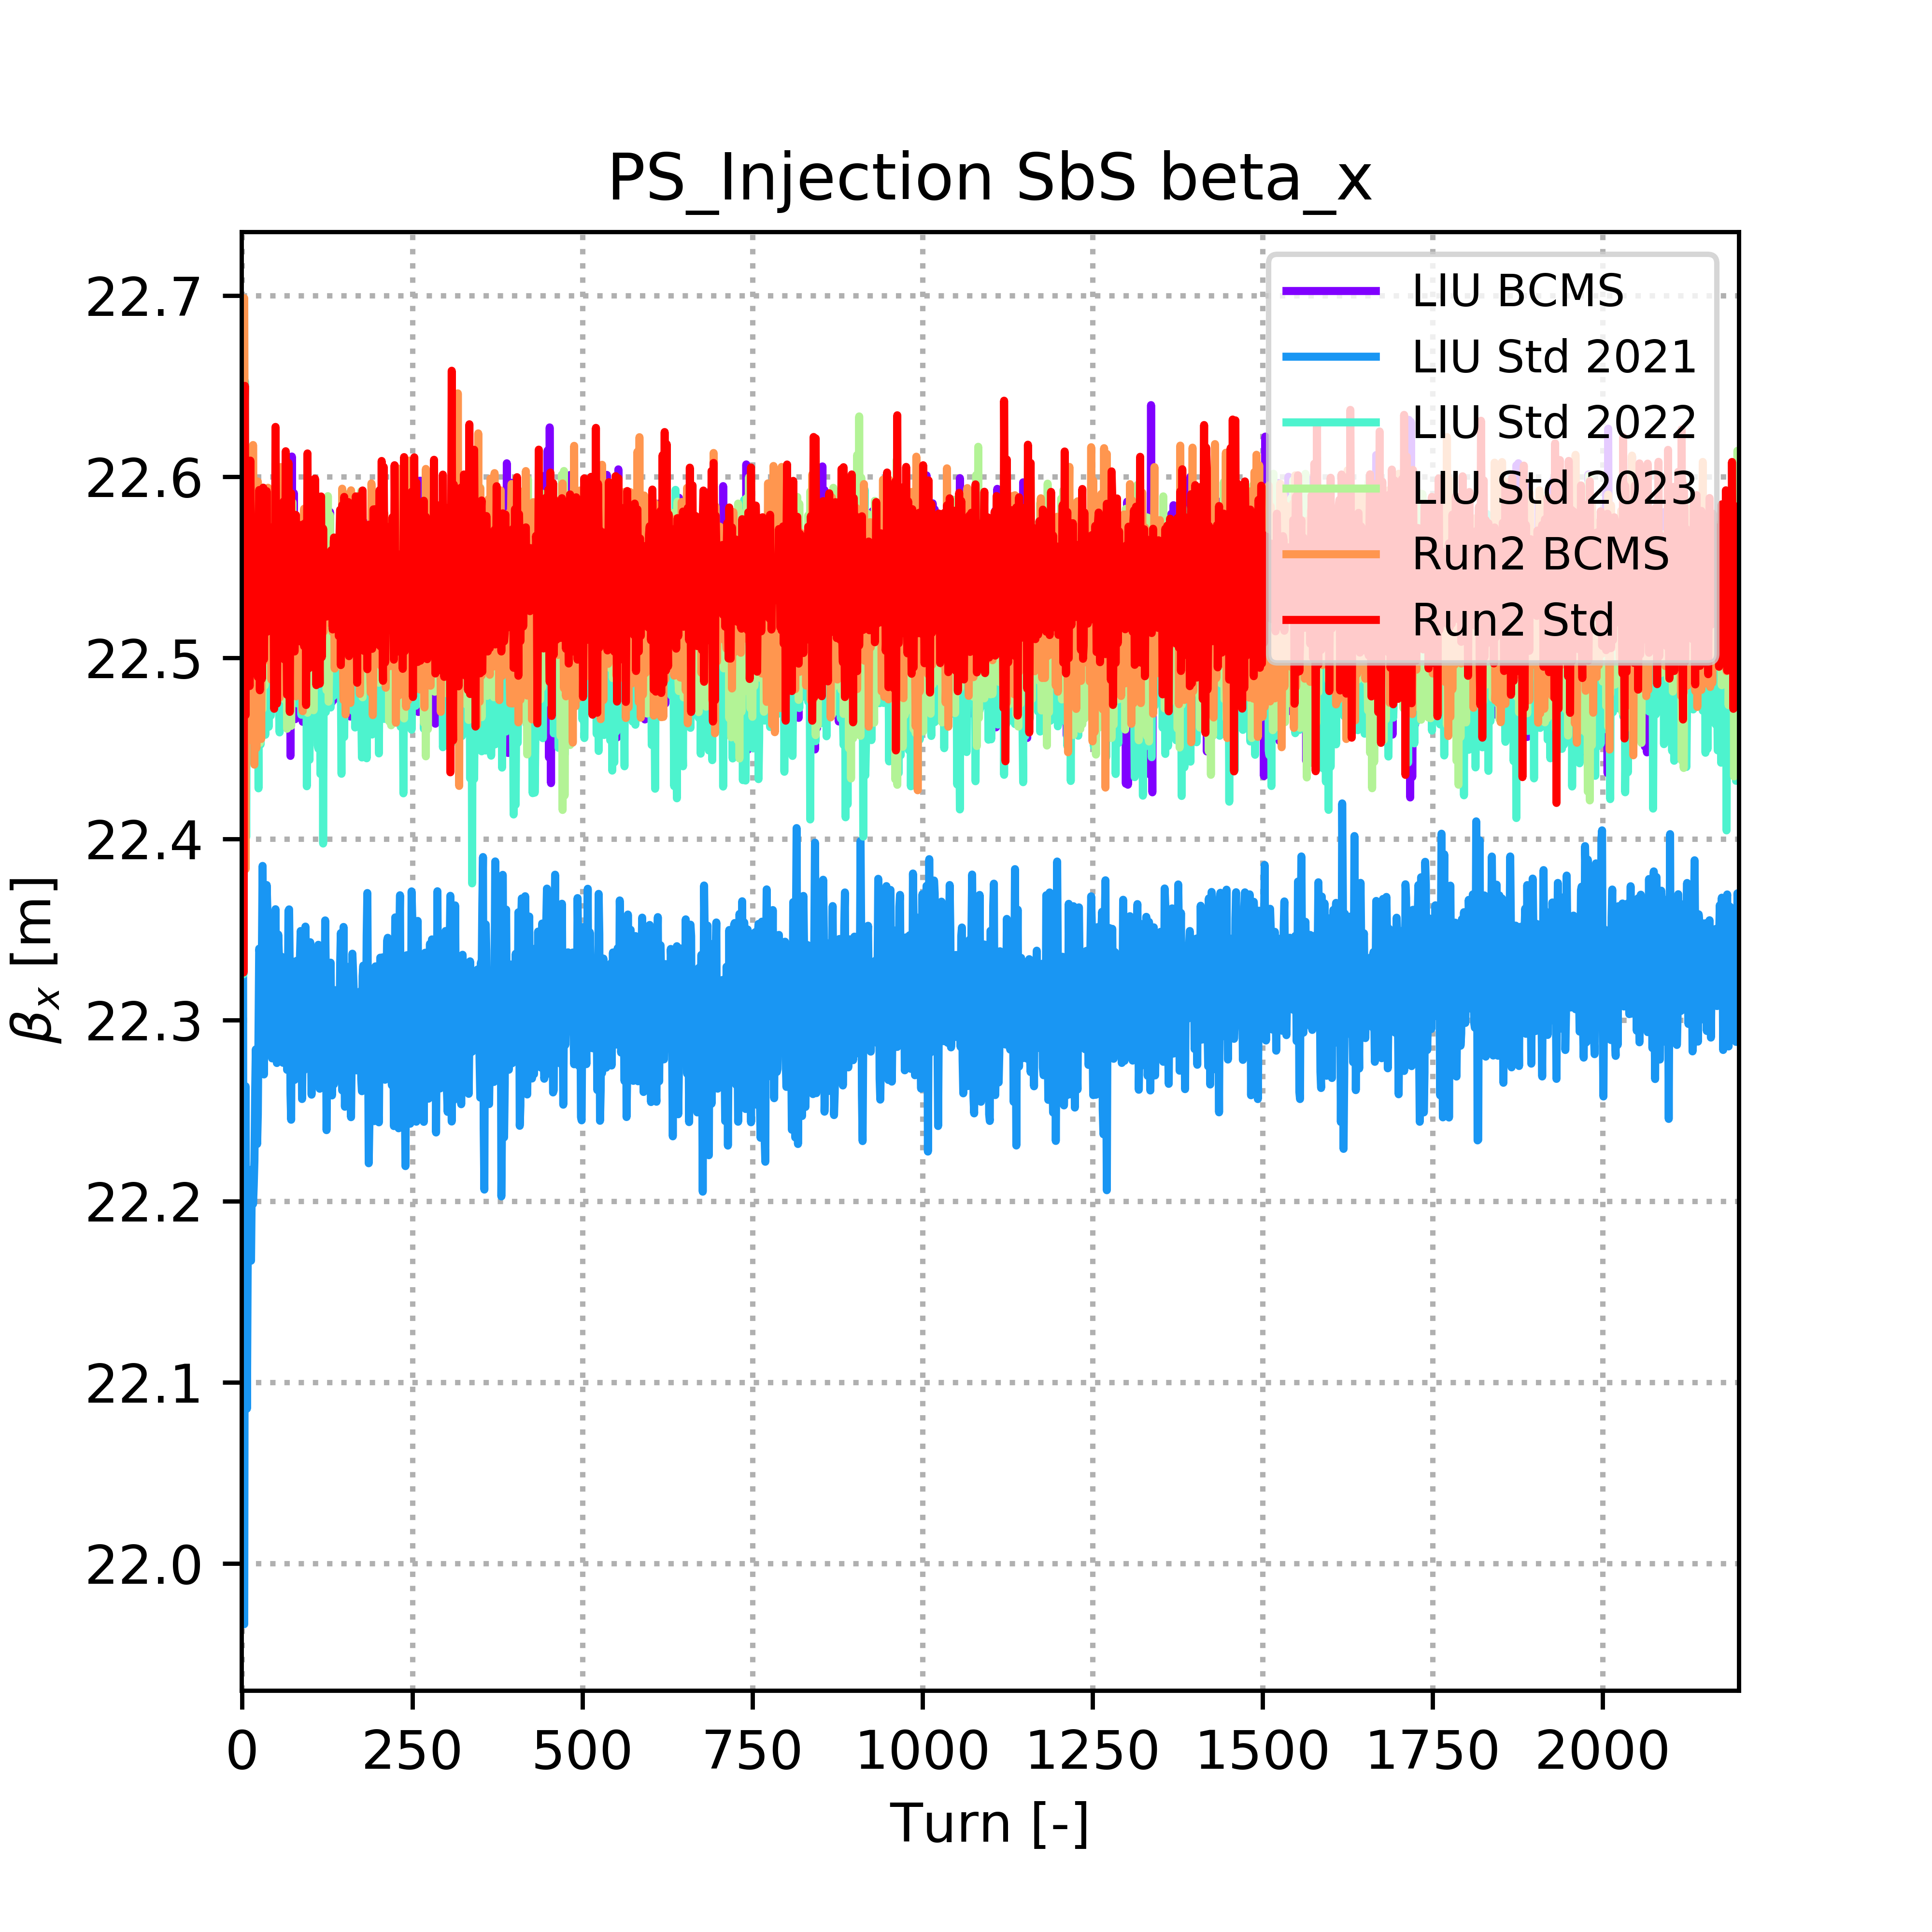 PS_Injection SbS beta_x
22.7
22.6
22.5
22.4
22.3
22.2
22.1
22.0
βx [m]
LIU BCMS
LIU Std 2021
LIU Std 2022
LIU Std 2023
Run2 BCMS
Run2 Std
0 250 500 750 1000 1250 1500 1750 2000
Turn [-]